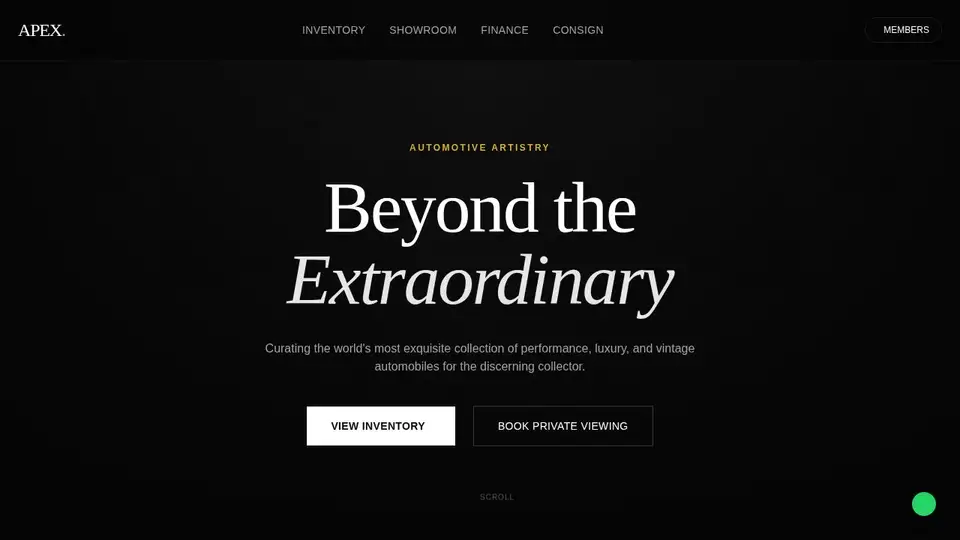 APEX.
INVENTORY
SHOWROOM
FINANCE
CONSIGN
MEMBERS
AUTOMOTIVE ARTISTRY
Beyond the
Extraordinary
Curating the world's most exquisite collection of performance, luxury, and vintage
automobiles for the discerning collector.
VIEW INVENTORY
BOOK PRIVATE VIEWING
SCROLL